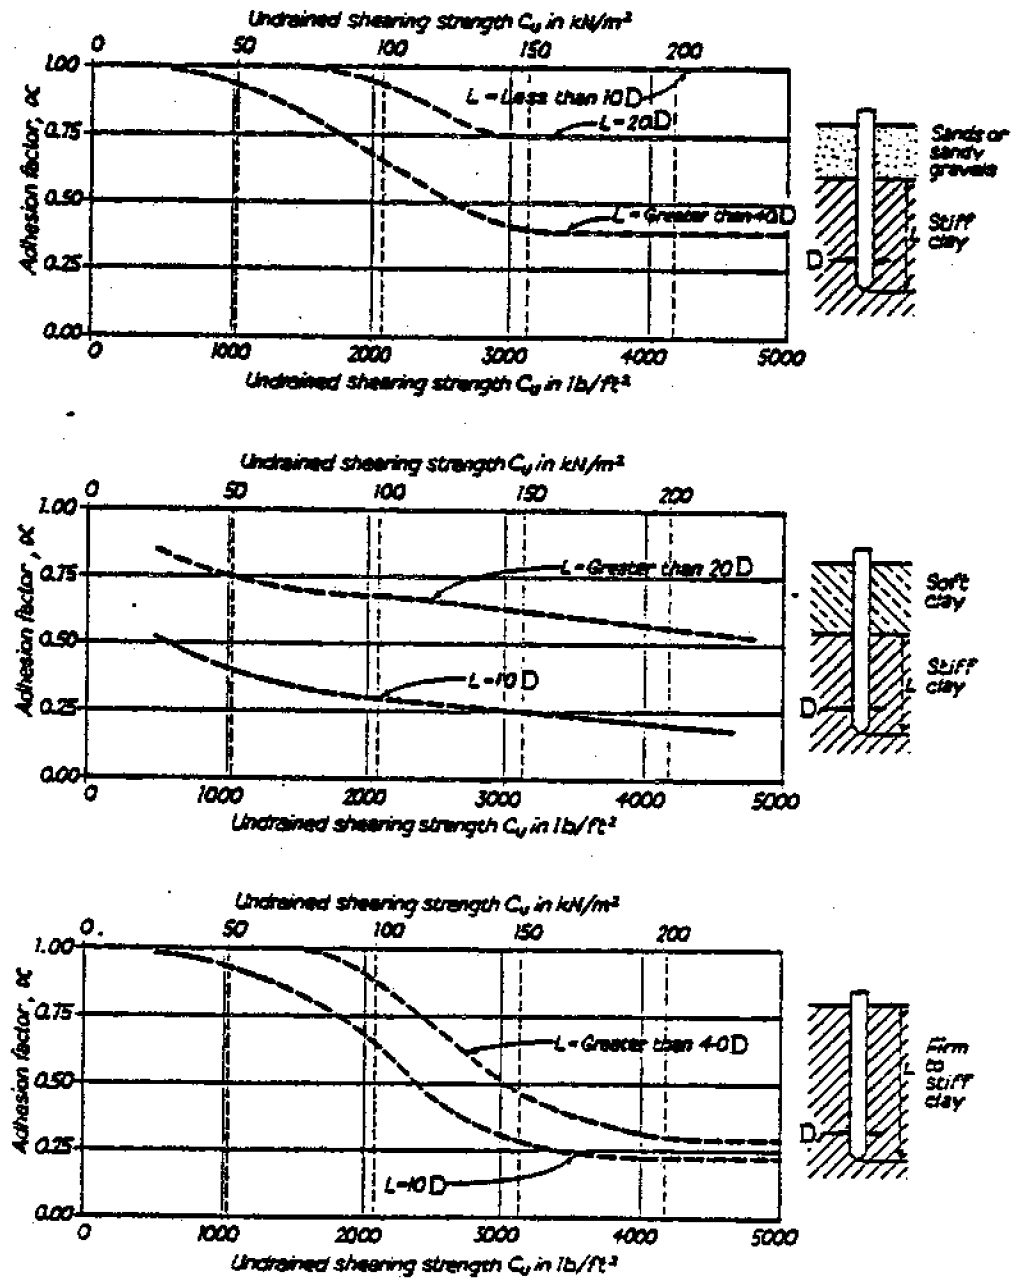 Undrained shearing strength Cᵤ in kN/m²
0 50 100 150 200
1.00
L = Less than 10D
L = 20D
0.75
Adhesion factor, α
0.50
L = Greater than 40D
0.25
0.00
0 1000 2000 3000 4000 5000
Undrained shearing strength Cᵤ in lb/ft²
Sands or
sandy
gravels
Stiff
clay
L
D
Undrained shearing strength Cᵤ in kN/m²
0 50 100 150 200
1.00
L = Greater than 20D
0.75
Adhesion factor, α
0.50
L = 10D
0.25
0.00
0 1000 2000 3000 4000 5000
Undrained shearing strength Cᵤ in lb/ft²
Soft
clay
Stiff
clay
L
D
Undrained shearing strength Cᵤ in kN/m²
0. 50 100 150 200
1.00
0.75
L = Greater than 40D
Adhesion factor, α
0.50
0.25
L = 10D
0.00
0 1000 2000 3000 4000 5000
Undrained shearing strength Cᵤ in lb/ft²
Firm
to
stiff
clay
L
D